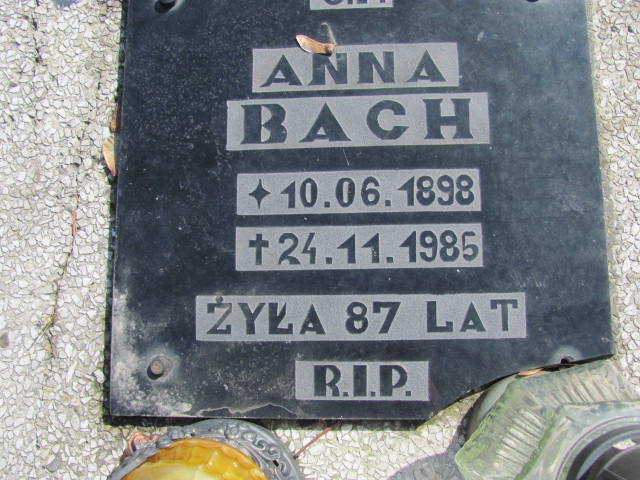 ANNA
BACH
✦ 10.06.1898
✝ 24.11.1985
ŻYŁA 87 LAT
R.I.P.